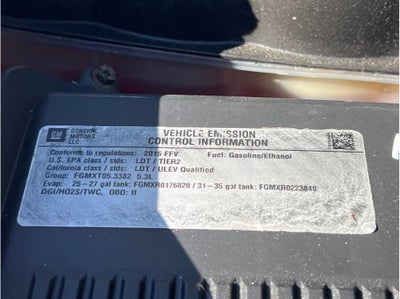 GM
GENERAL
MOTORS
LLC
VEHICLE EMISSION
CONTROL INFORMATION
Conforms to regulations: 2015 FFV Fuel: Gasoline/Ethanol
U.S. EPA class / stds: LDT / TIER2
California class / stds: LDT / ULEV Qualified
Group: FGMXT05.3382 5.3L
Evap: 25 - 27 gal tank: FGMXR0176820 / 31-35 gal tank: FGMXR0223840
DGI/HO2S/TWC, OBD: II